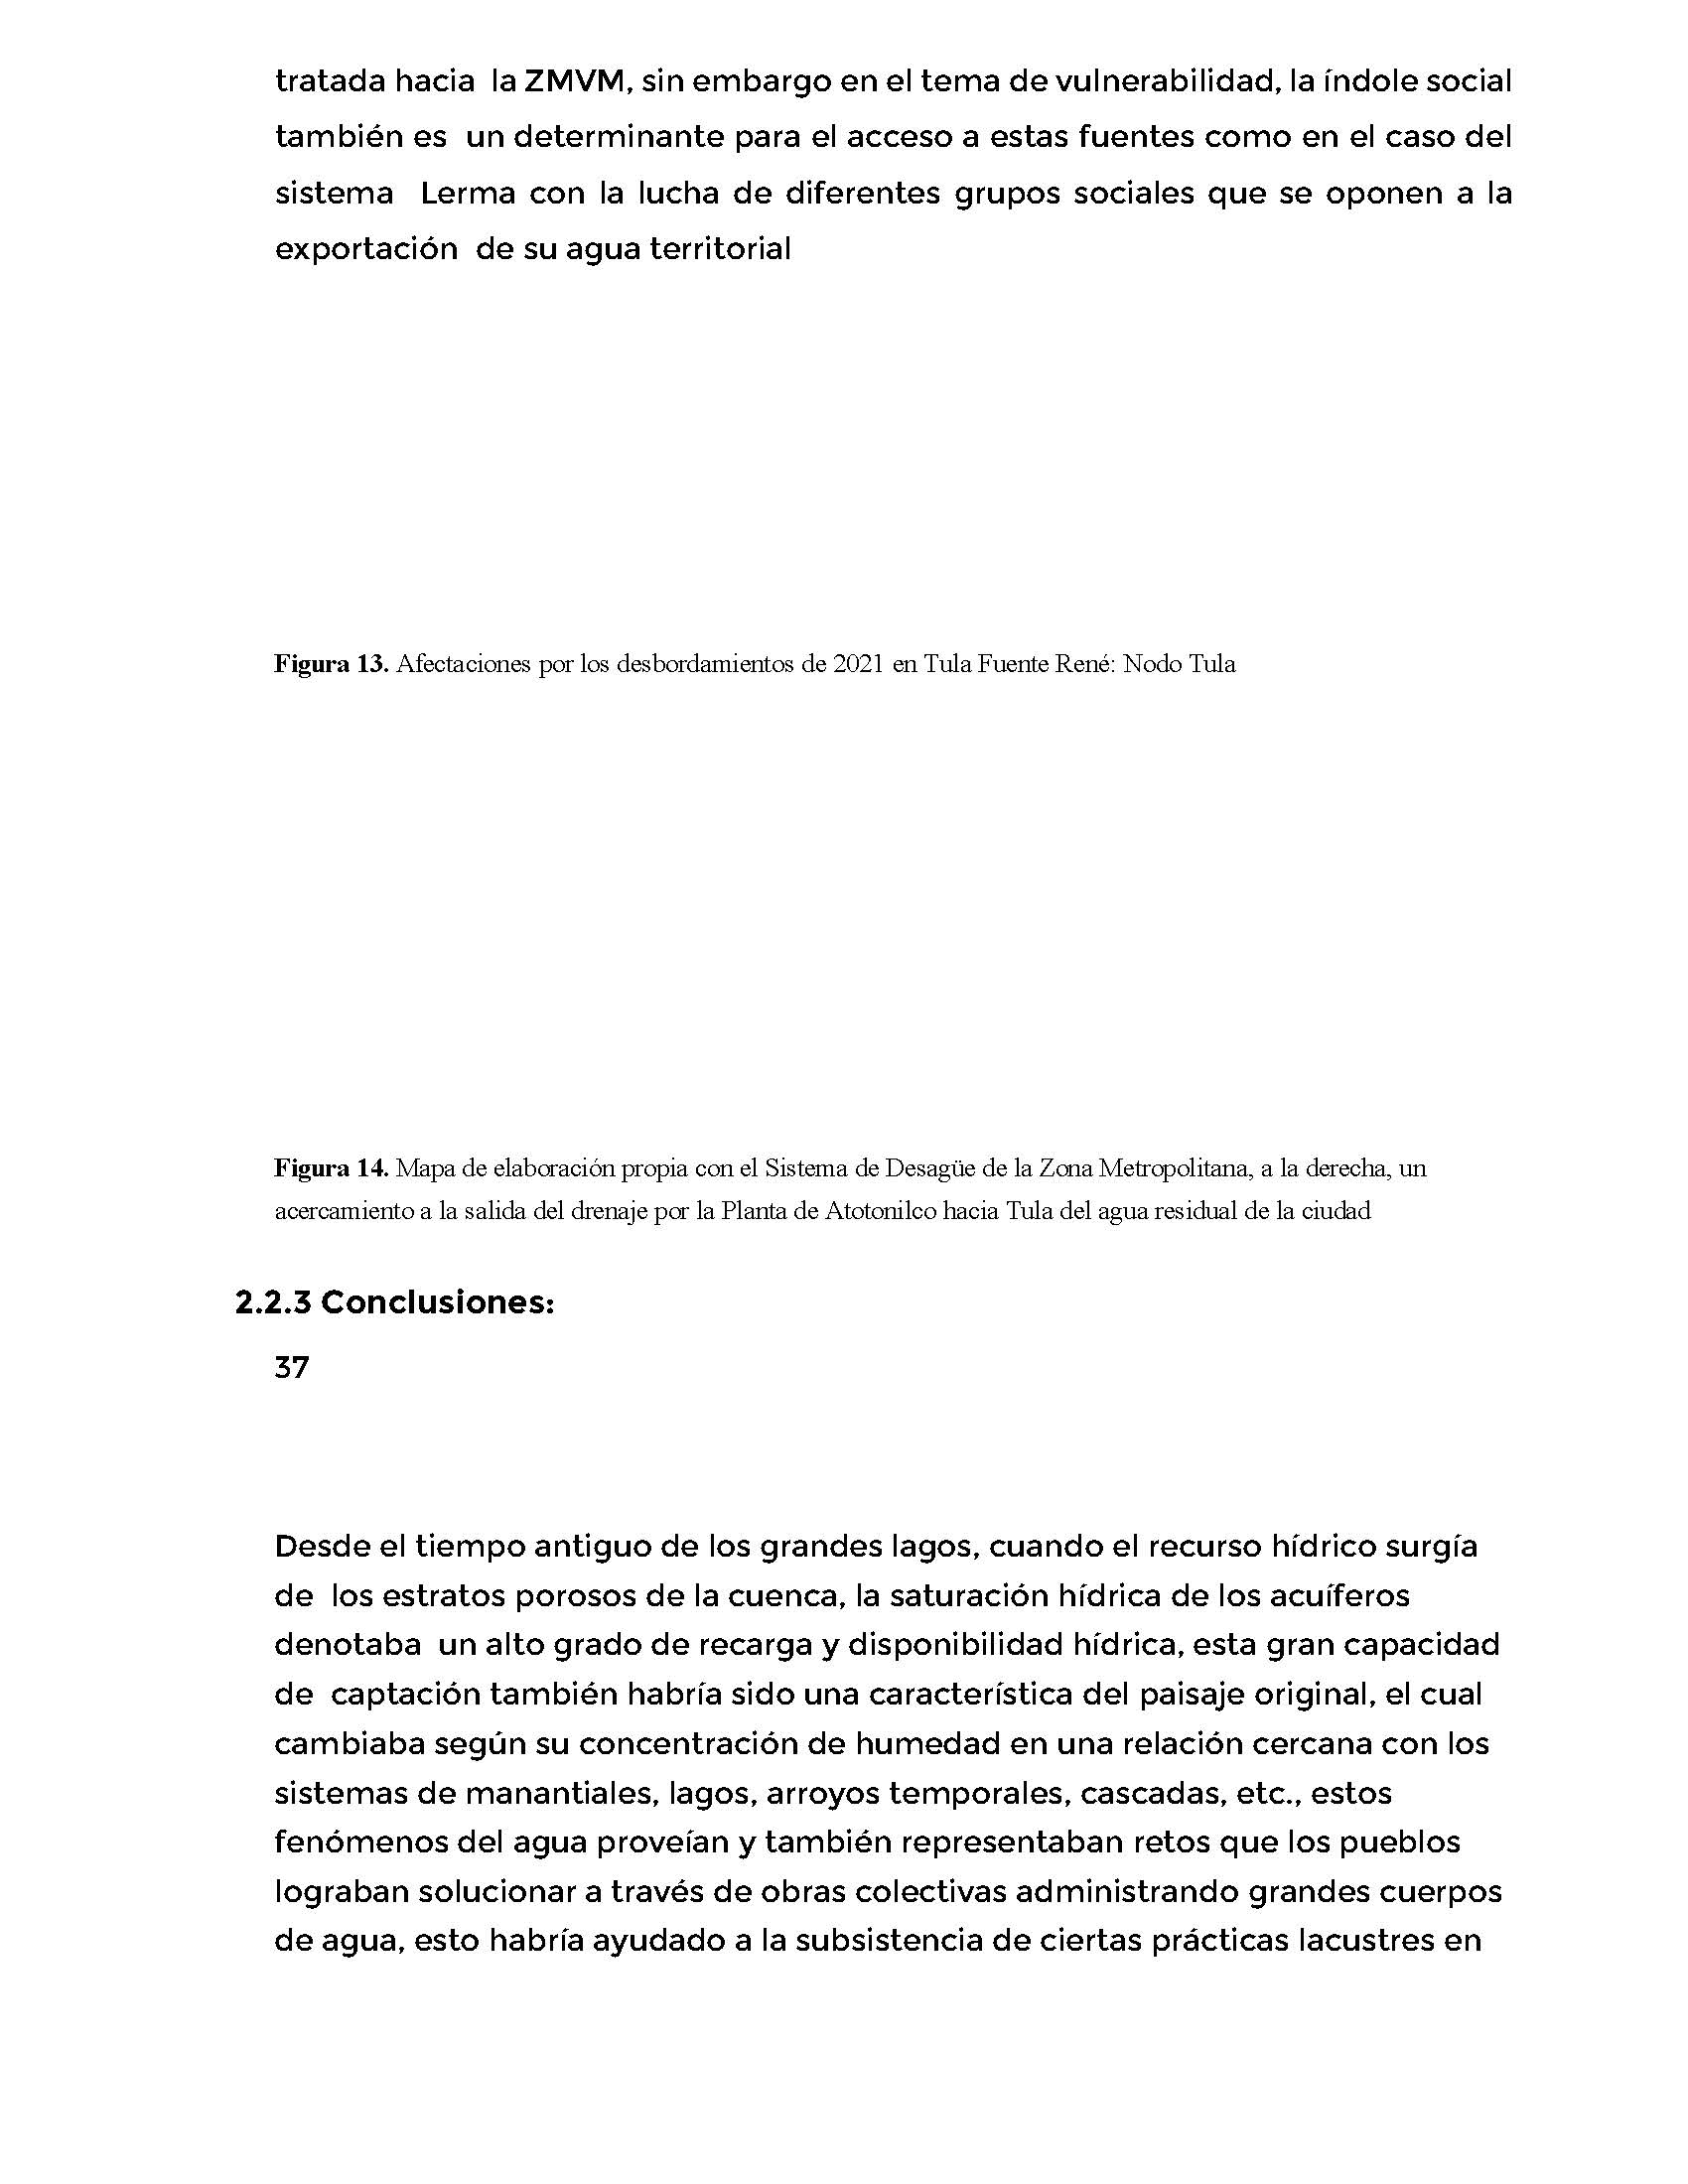 tratada hacia la ZMVM, sin embargo en el tema de vulnerabilidad, la índole social
también es un determinante para el acceso a estas fuentes como en el caso del
sistema Lerma con la lucha de diferentes grupos sociales que se oponen a la
exportación de su agua territorial
Figura 13. Afectaciones por los desbordamientos de 2021 en Tula Fuente René: Nodo Tula
Figura 14. Mapa de elaboración propia con el Sistema de Desagüe de la Zona Metropolitana, a la derecha, un
acercamiento a la salida del drenaje por la Planta de Atotonilco hacia Tula del agua residual de la ciudad
2.2.3 Conclusiones:
37
Desde el tiempo antiguo de los grandes lagos, cuando el recurso hídrico surgía
de los estratos porosos de la cuenca, la saturación hídrica de los acuíferos
denotaba un alto grado de recarga y disponibilidad hídrica, esta gran capacidad
de captación también habría sido una característica del paisaje original, el cual
cambiaba según su concentración de humedad en una relación cercana con los
sistemas de manantiales, lagos, arroyos temporales, cascadas, etc., estos
fenómenos del agua proveían y también representaban retos que los pueblos
lograban solucionar a través de obras colectivas administrando grandes cuerpos
de agua, esto habría ayudado a la subsistencia de ciertas prácticas lacustres en